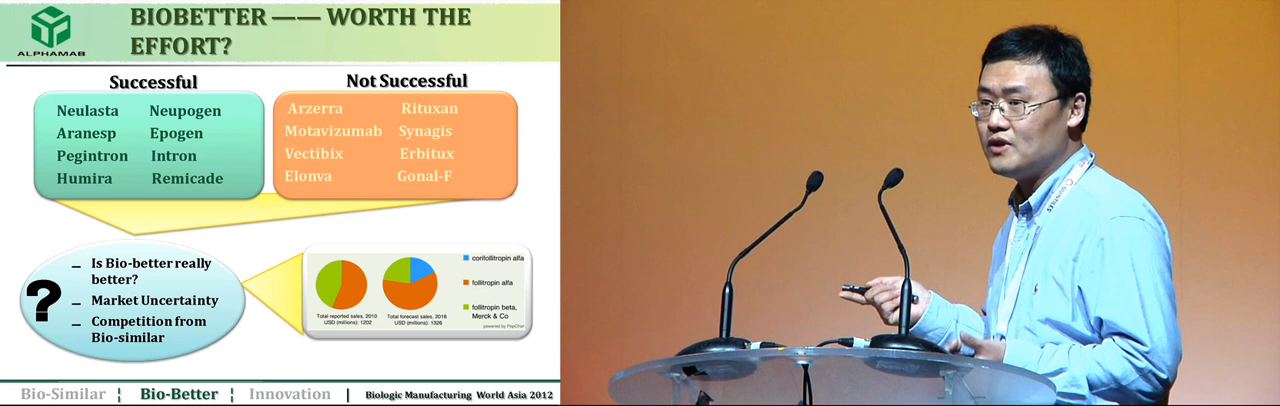 ALPHAMAB
BIOBETTER —— WORTH THE
EFFORT?
Successful
Not Successful
Neulasta Neupogen
Aranesp Epogen
Pegintron Intron
Humira Remicade
Arzerra Rituxan
Motavizumab Synagis
Vectibix Erbitux
Elonva Gonal-F
?
– Is Bio-better really
better?
– Market Uncertainty
– Competition from
Bio-similar
Total reported sales, 2010
USD (millions): 1202
Total forecast sales, 2016
USD (millions): 1326
corifollitropin alfa
follitropin alfa
follitropin beta,
Merck & Co
powered by PepChart
Bio-Similar ¦ Bio-Better ¦ Innovation | Biologic Manufacturing World Asia 2012
QUINTILES